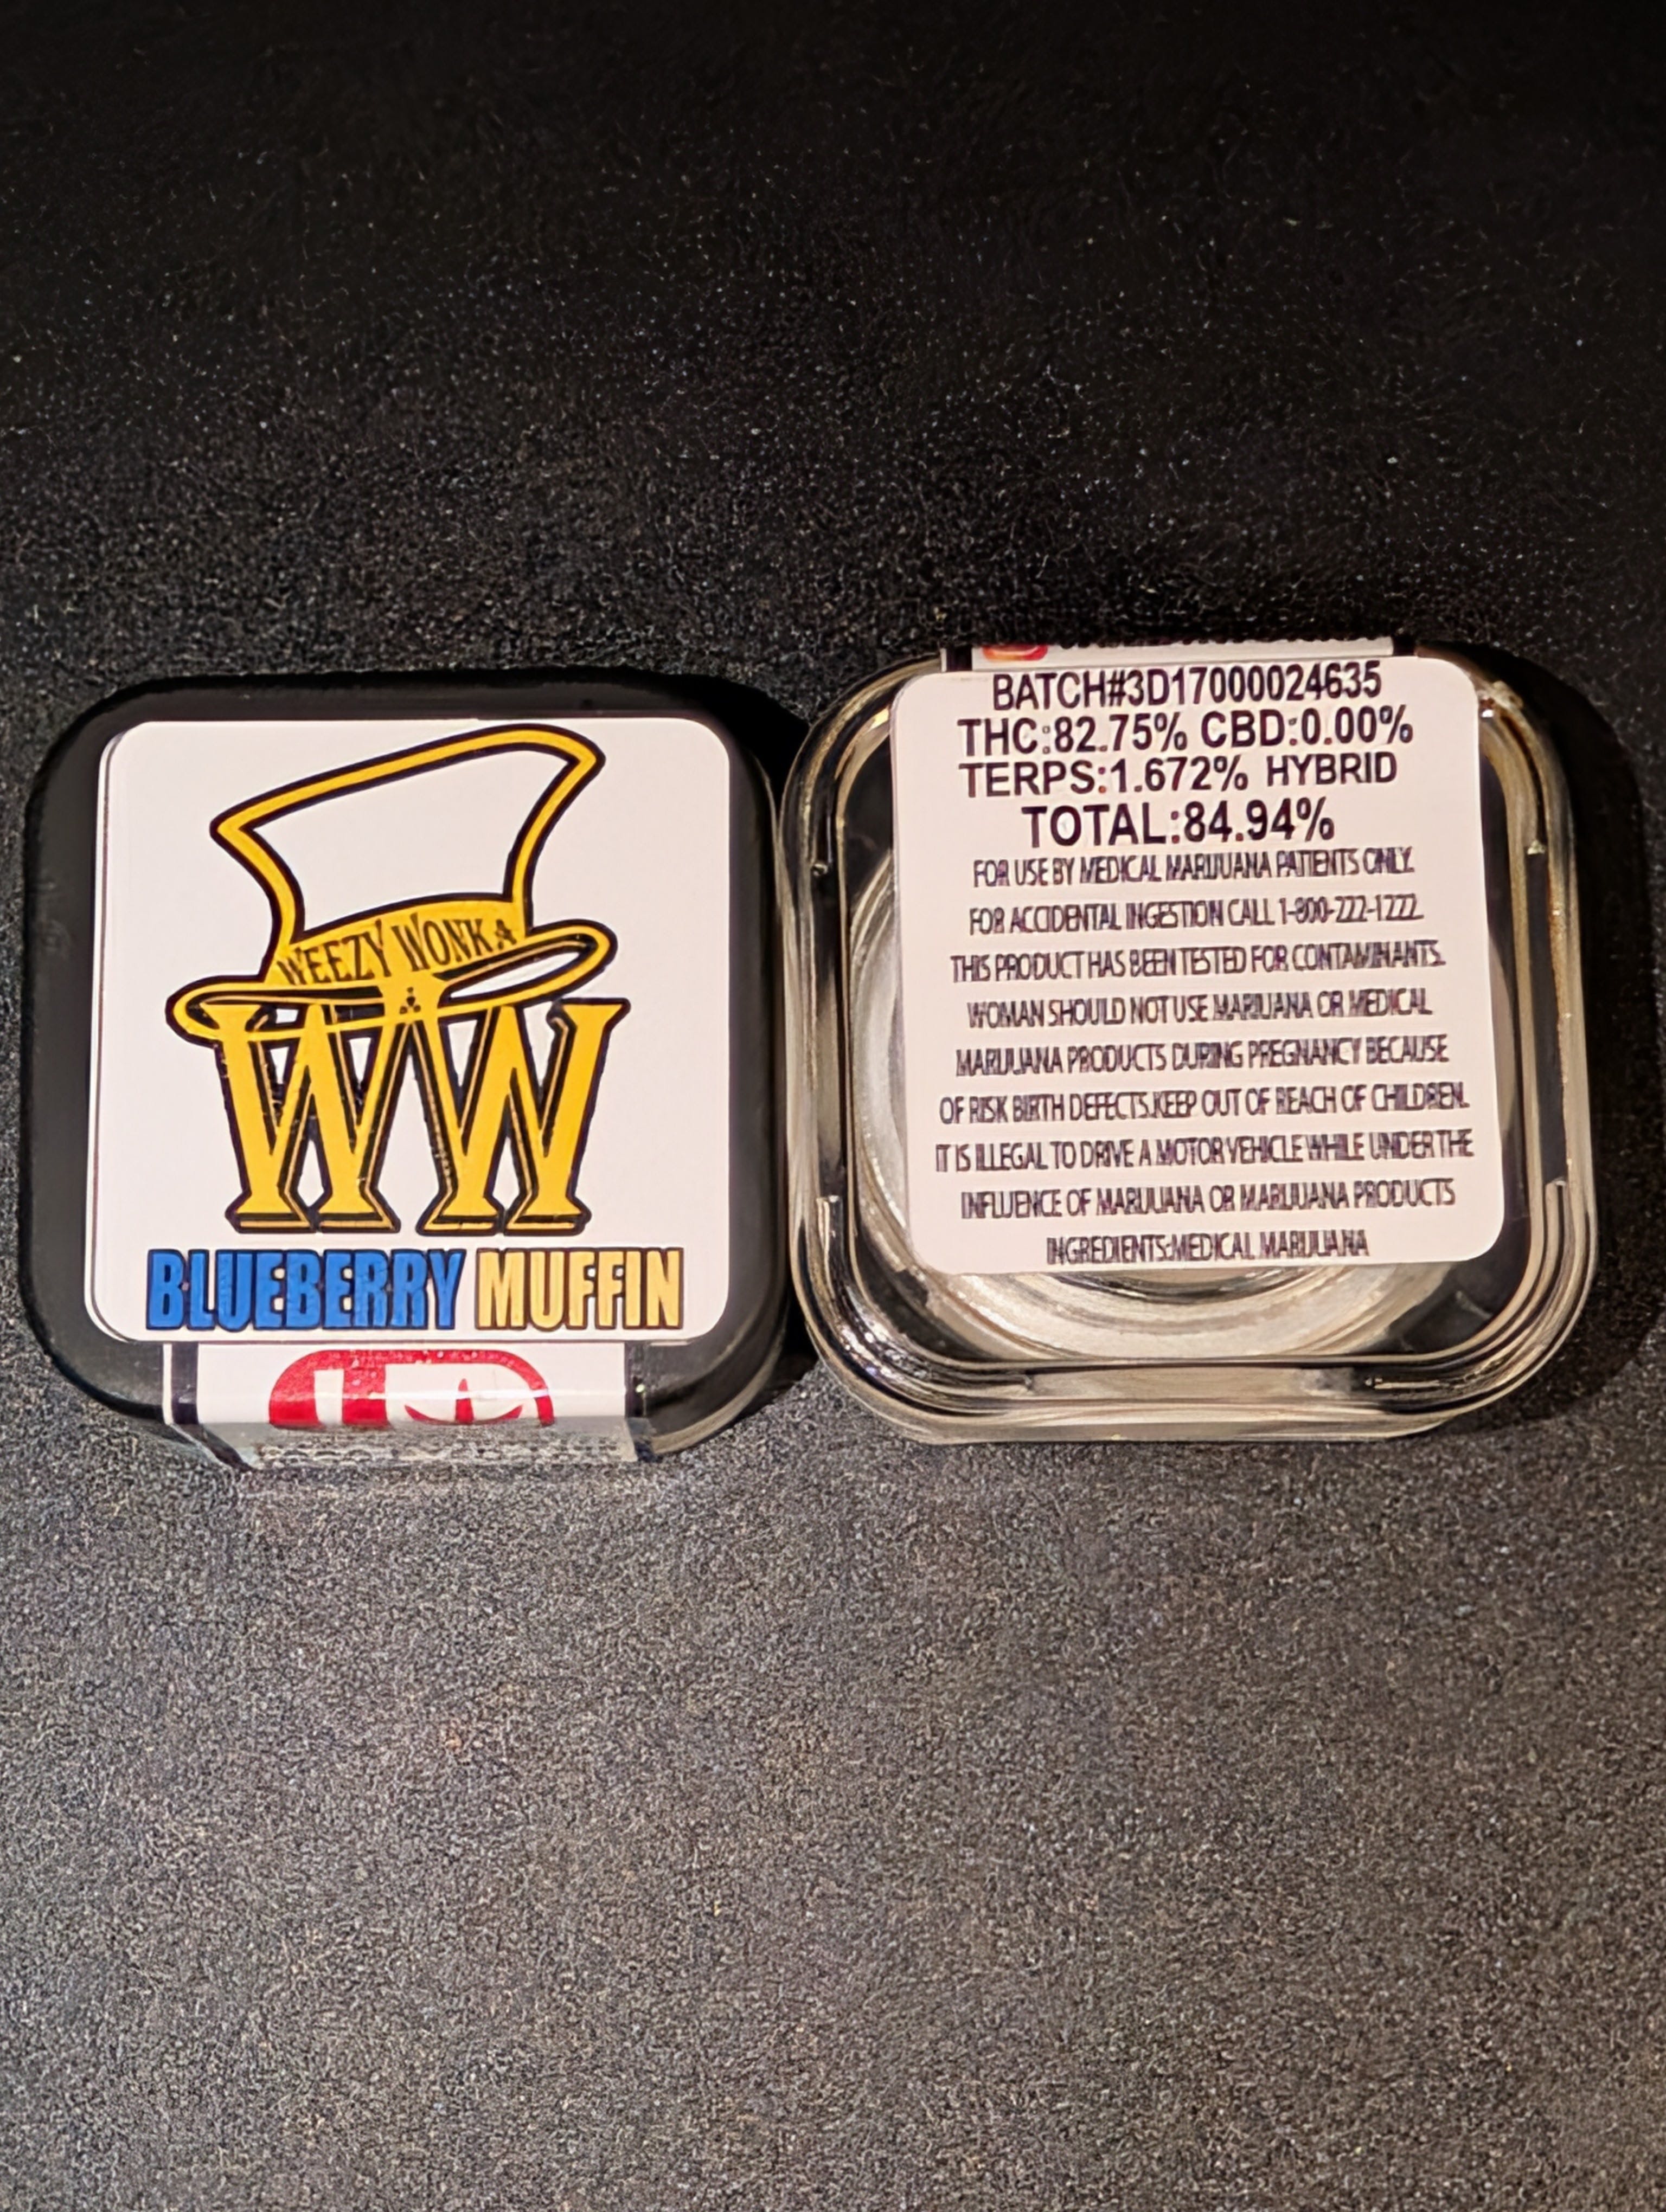 WEEZY WONKA
WW
BLUEBERRY MUFFIN
BATCH#3D17000024635
THC:82.75% CBD:0.00%
TERPS:1.672% HYBRID
TOTAL:84.94%
FOR USE BY MEDICAL MARIJUANA PATIENTS ONLY.
FOR ACCIDENTAL INGESTION CALL 1-800-222-1222.
THIS PRODUCT HAS BEEN TESTED FOR CONTAMINANTS.
WOMAN SHOULD NOT USE MARIJUANA OR MEDICAL
MARIJUANA PRODUCTS DURING PREGNANCY BECAUSE
OF RISK BIRTH DEFECTS.KEEP OUT OF REACH OF CHILDREN.
IT IS ILLEGAL TO DRIVE A MOTOR VEHICLE WHILE UNDER THE
INFLUENCE OF MARIJUANA OR MARIJUANA PRODUCTS
INGREDIENTS:MEDICAL MARIJUANA